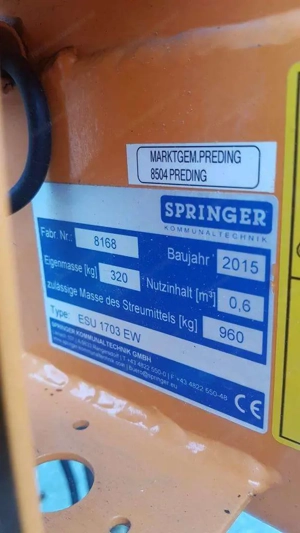 MARKTGEM.PREDING
8504 PREDING
SPRINGER
KOMMUNALTECHNIK
Fabr. Nr.: 8168 Baujahr: 2015
Eigenmasse [kg] 320 Nutzinhalt [m³] 0,6
zulässige Masse des Streumittels [kg] 960
Type: ESU 1703 EW
SPRINGER KOMMUNALTECHNIK GMBH
CE